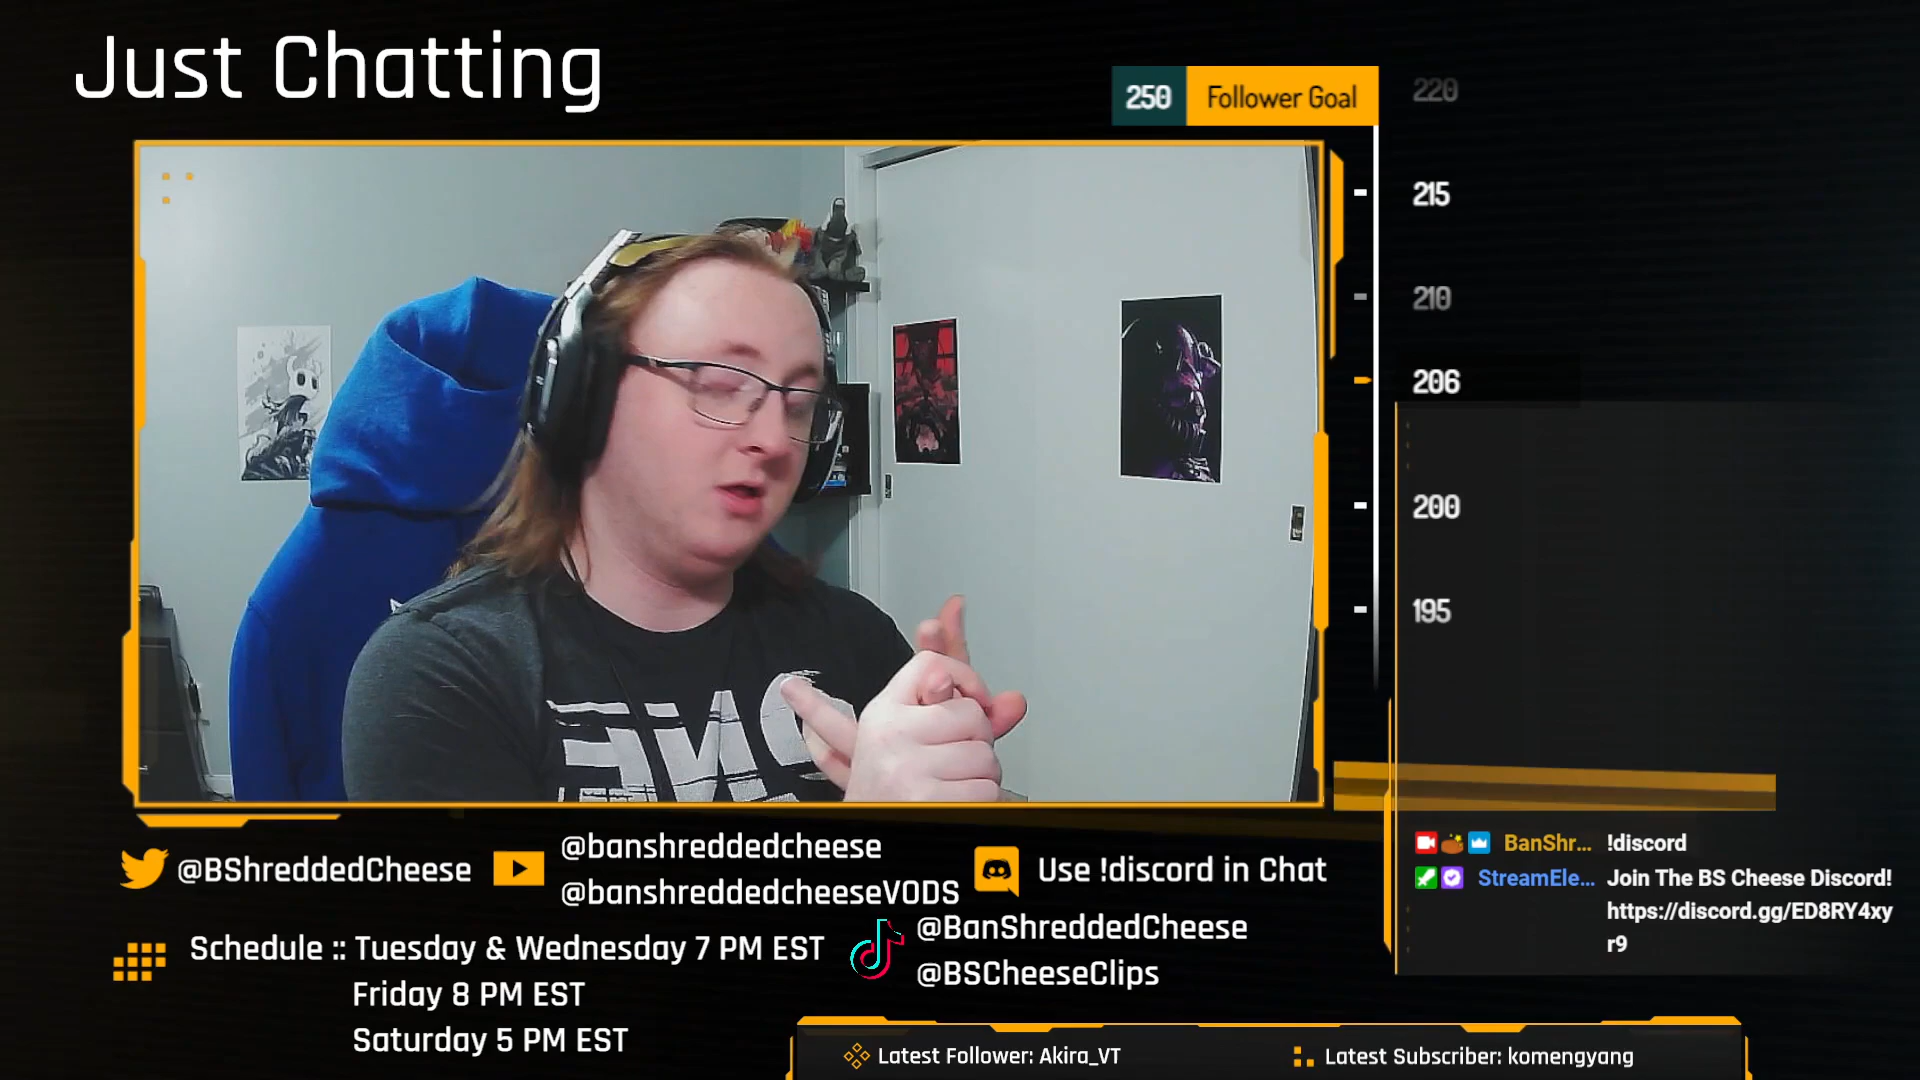 Just Chatting
250 Follower Goal
220
215
210
206
200
195
@BShreddedCheese
@banshreddedcheese
@banshreddedcheeseVODS
Use !discord in Chat
@BanShreddedCheese
@BSCheeseClips
Schedule :: Tuesday & Wednesday 7 PM EST
Friday 8 PM EST
Saturday 5 PM EST
BanShr... !discord
StreamEle... Join The BS Cheese Discord!
https://discord.gg/ED8RY4xy
r9
Latest Follower: Akira_VT
Latest Subscriber: komengyang